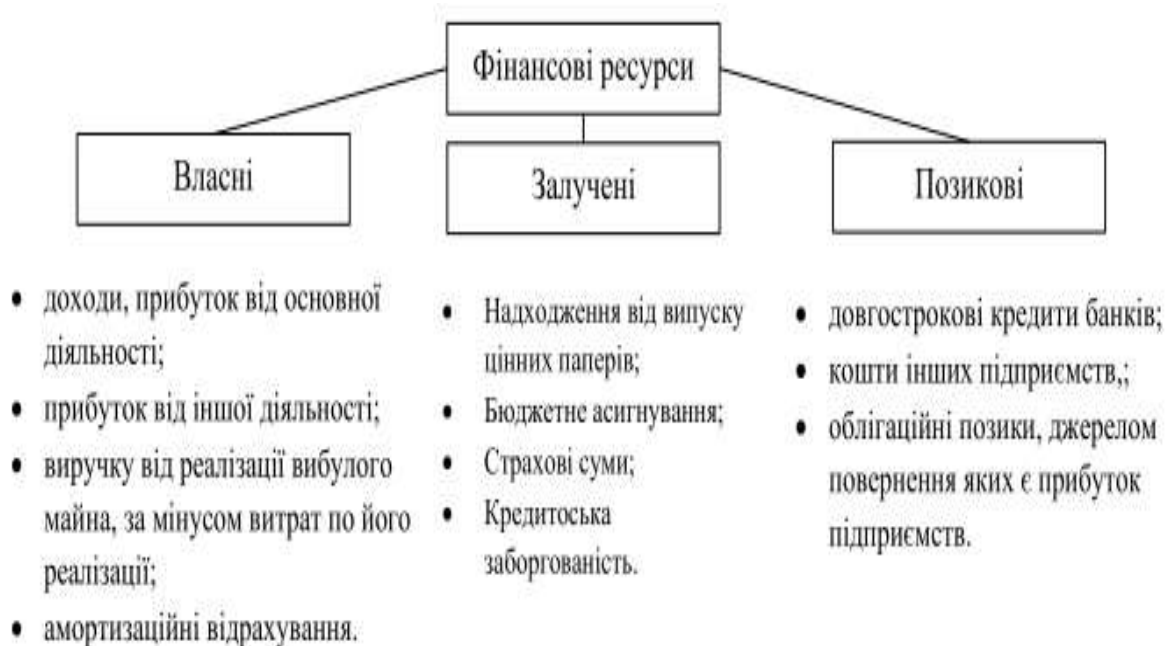 Фінансові ресурси
Власні
Залучені
Позикові
• доходи, прибуток від основної
діяльності;
• прибуток від іншої діяльності;
• виручку від реалізації вибулого
майна, за мінусом витрат по його
реалізації;
• амортизаційні відрахування.
• Надходження від випуску
цінних паперів;
• Бюджетне асигнування;
• Страхові суми;
• Кредитоська
заборгованість.
• довгострокові кредити банків;
• кошти інших підприємств,;
• облігаційні позики, джерелом
повернення яких є прибуток
підприємств.